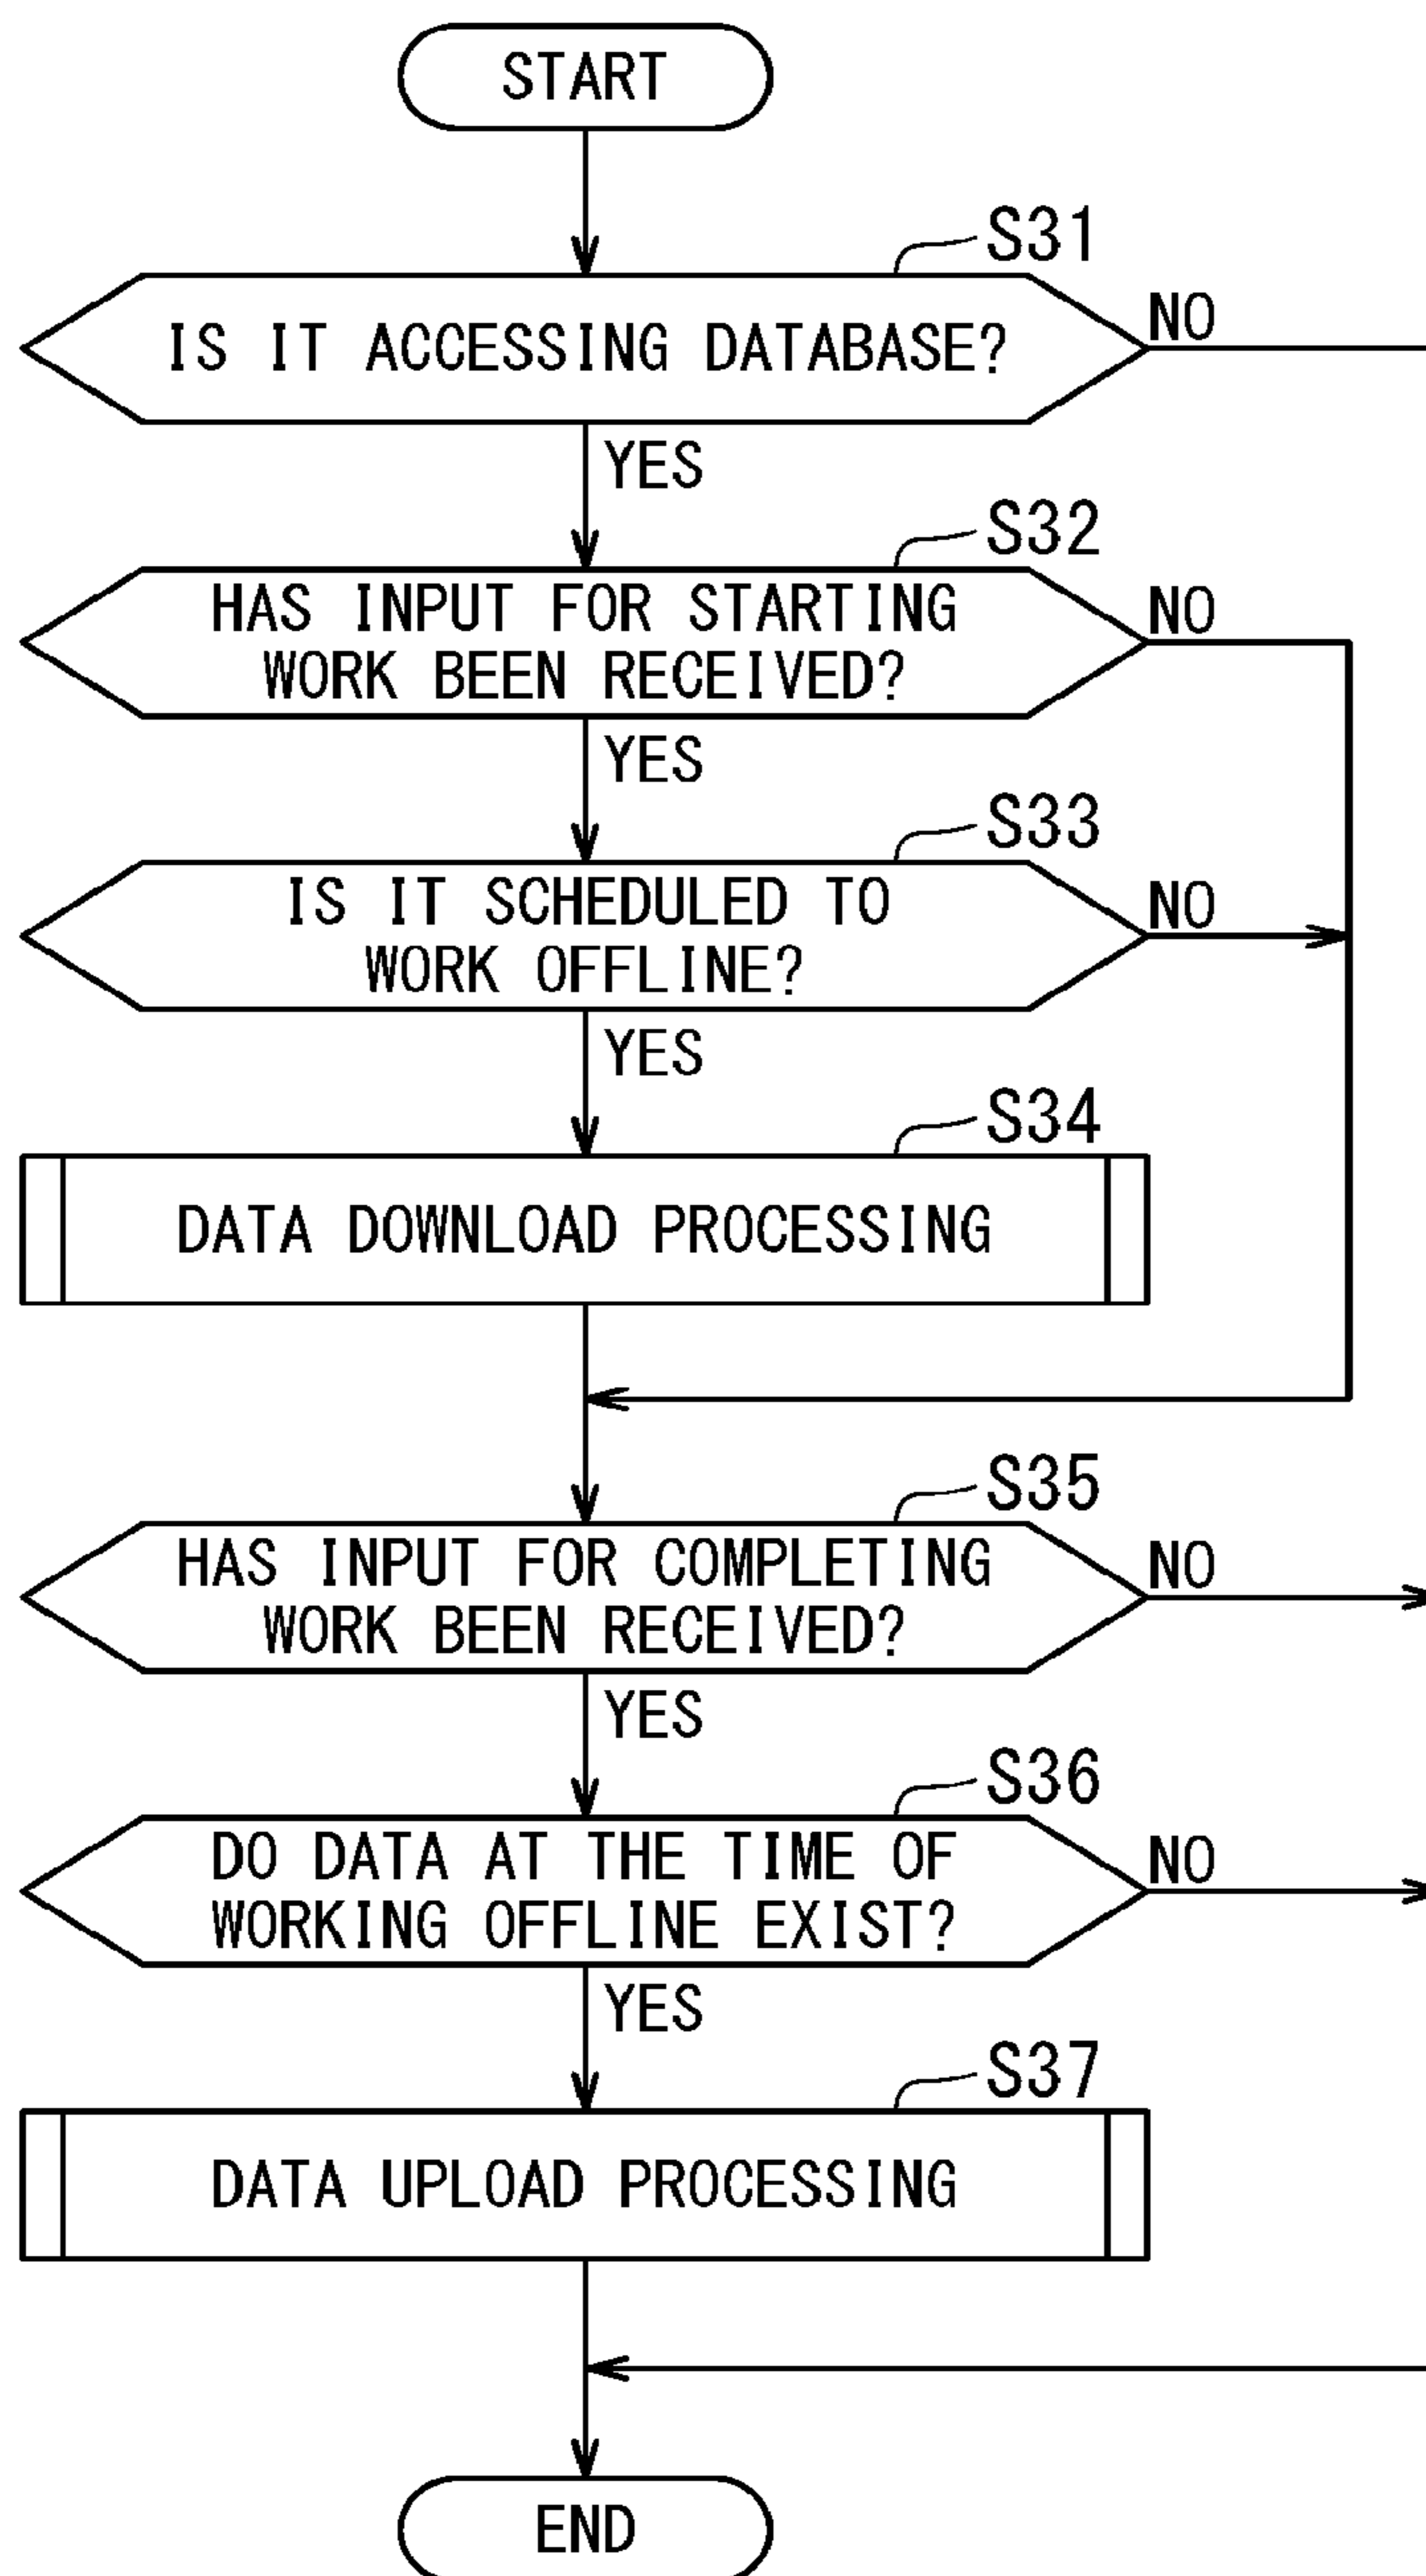 START
S31
IS IT ACCESSING DATABASE?
NO
YES
S32
HAS INPUT FOR STARTING
WORK BEEN RECEIVED?
NO
YES
S33
IS IT SCHEDULED TO
WORK OFFLINE?
NO
YES
S34
DATA DOWNLOAD PROCESSING
S35
HAS INPUT FOR COMPLETING
WORK BEEN RECEIVED?
NO
YES
S36
DO DATA AT THE TIME OF
WORKING OFFLINE EXIST?
NO
YES
S37
DATA UPLOAD PROCESSING
END